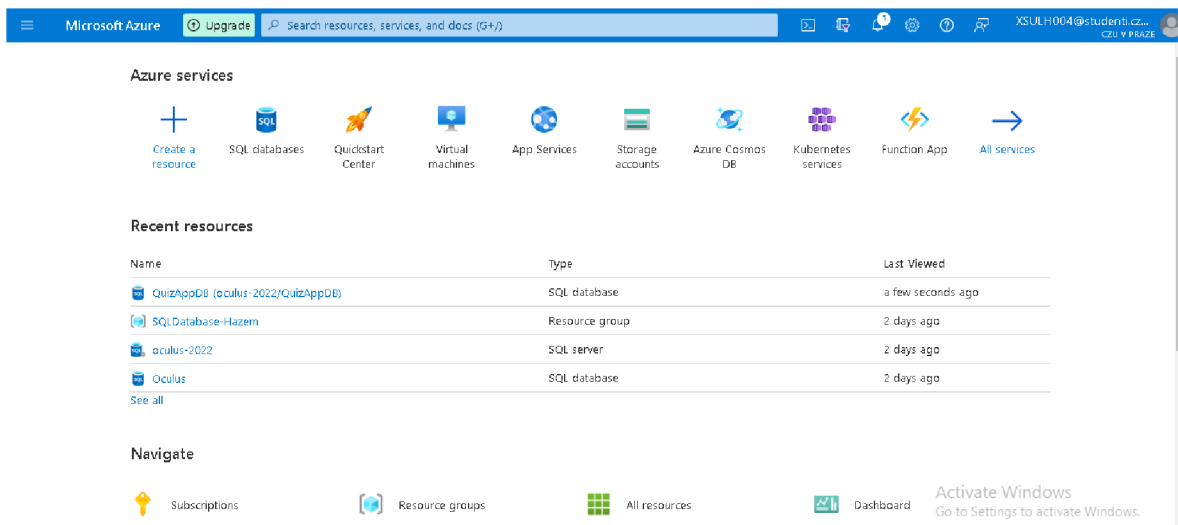 Microsoft Azure Upgrade Search resources, services, and docs (G+/) 1 XSULH004@studenti.cz...
CZU V PRAZE
Azure services
Create a resource
SQL databases
Quickstart Center
Virtual machines
App Services
Storage accounts
Azure Cosmos DB
Kubernetes services
Function App
All services
Recent resources
Name Type Last Viewed
SQL QuizAppDB (oculus-2022/QuizAppDB) SQL database a few seconds ago
SQLDatabase-Hazem Resource group 2 days ago
SQL oculus-2022 SQL server 2 days ago
SQL Oculus SQL database 2 days ago
See all
Navigate
Subscriptions Resource groups All resources Dashboard
Activate Windows
Go to Settings to activate Windows.